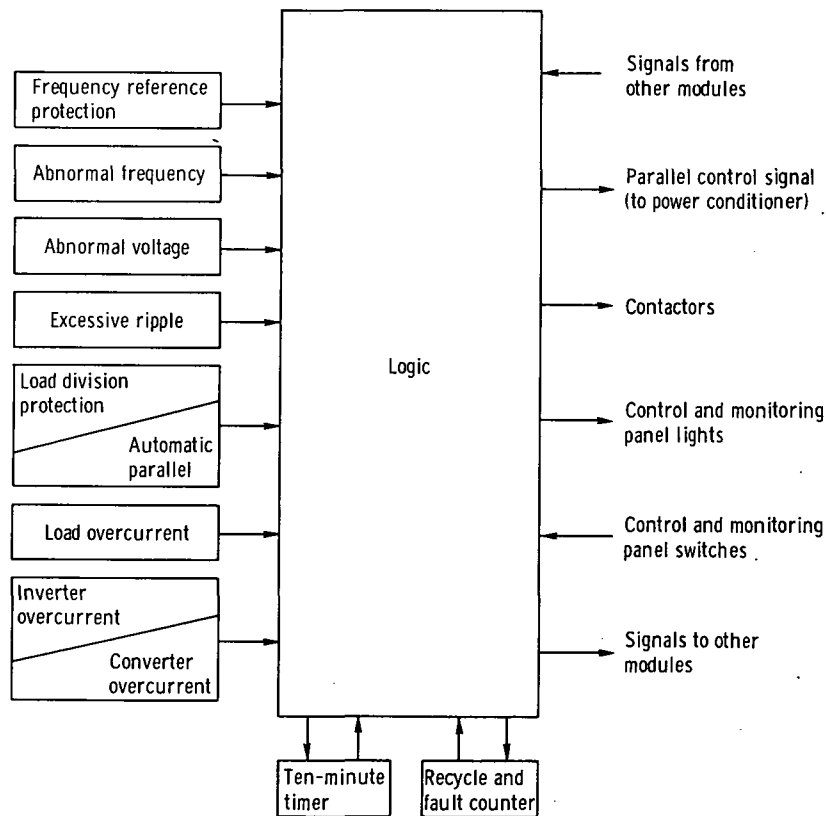 Frequency reference
protection
Abnormal frequency
Abnormal voltage
Excessive ripple
Load division
protection
Automatic
parallel
Load overcurrent
Inverter
overcurrent
Converter
overcurrent
Logic
Signals from
other modules
Parallel control signal
(to power conditioner)
Contactors
Control and monitoring
panel lights
Control and monitoring
panel switches
Signals to other
modules
Ten-minute
timer
Recycle and
fault counter